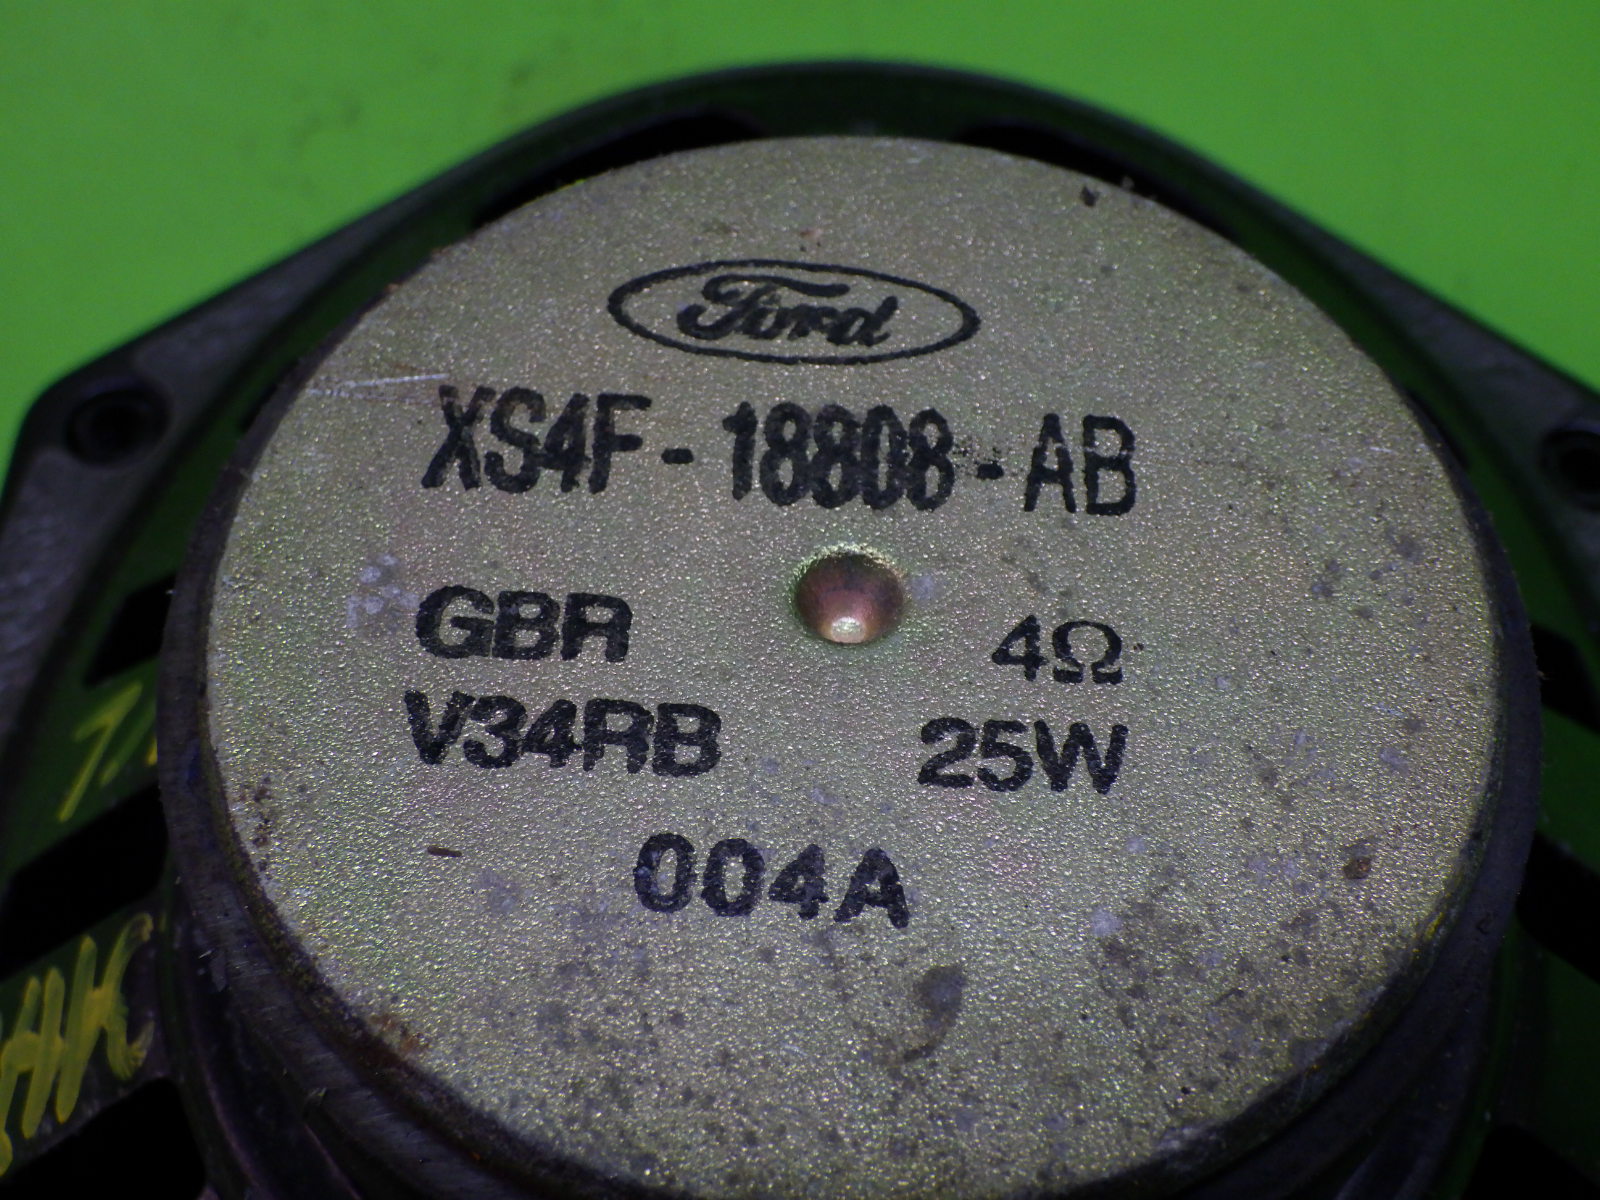 Ford
XS4F-18808-AB
GBR
4Ω
V34RB
25W
004A